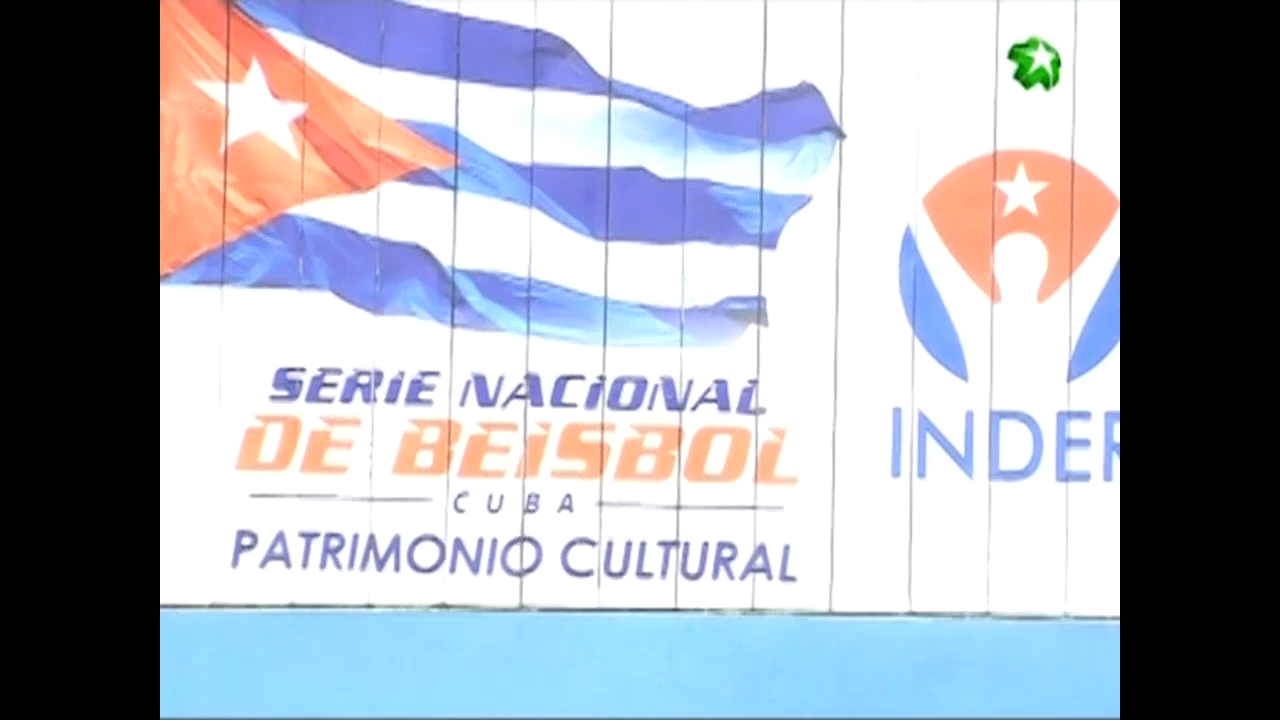 SERIE NACIONAL
DE BEISBOL
CUBA
PATRIMONIO CULTURAL
INDER